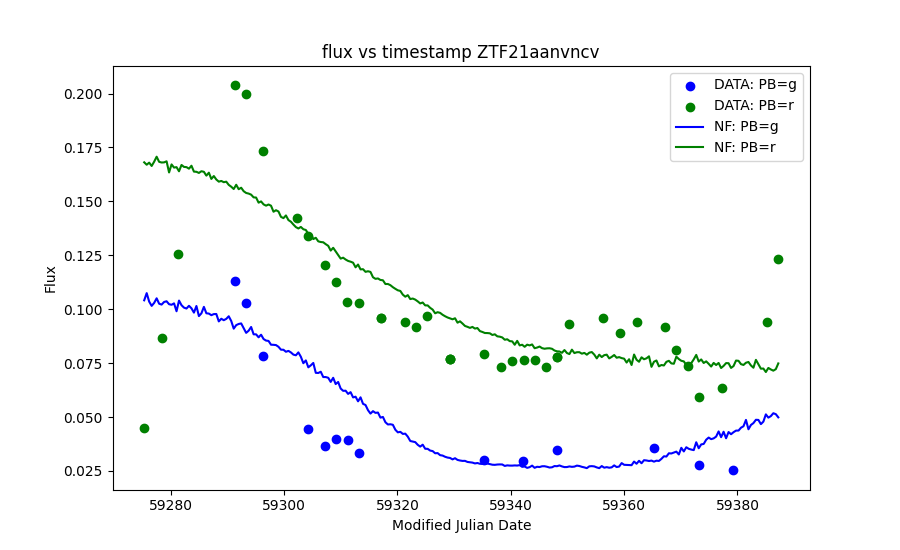 flux vs timestamp ZTF21aanvncv
DATA: PB=g
DATA: PB=r
NF: PB=g
NF: PB=r
0.200
0.175
0.150
0.125
0.100
0.075
0.050
0.025
Flux
59280
59300
59320
59340
59360
59380
Modified Julian Date